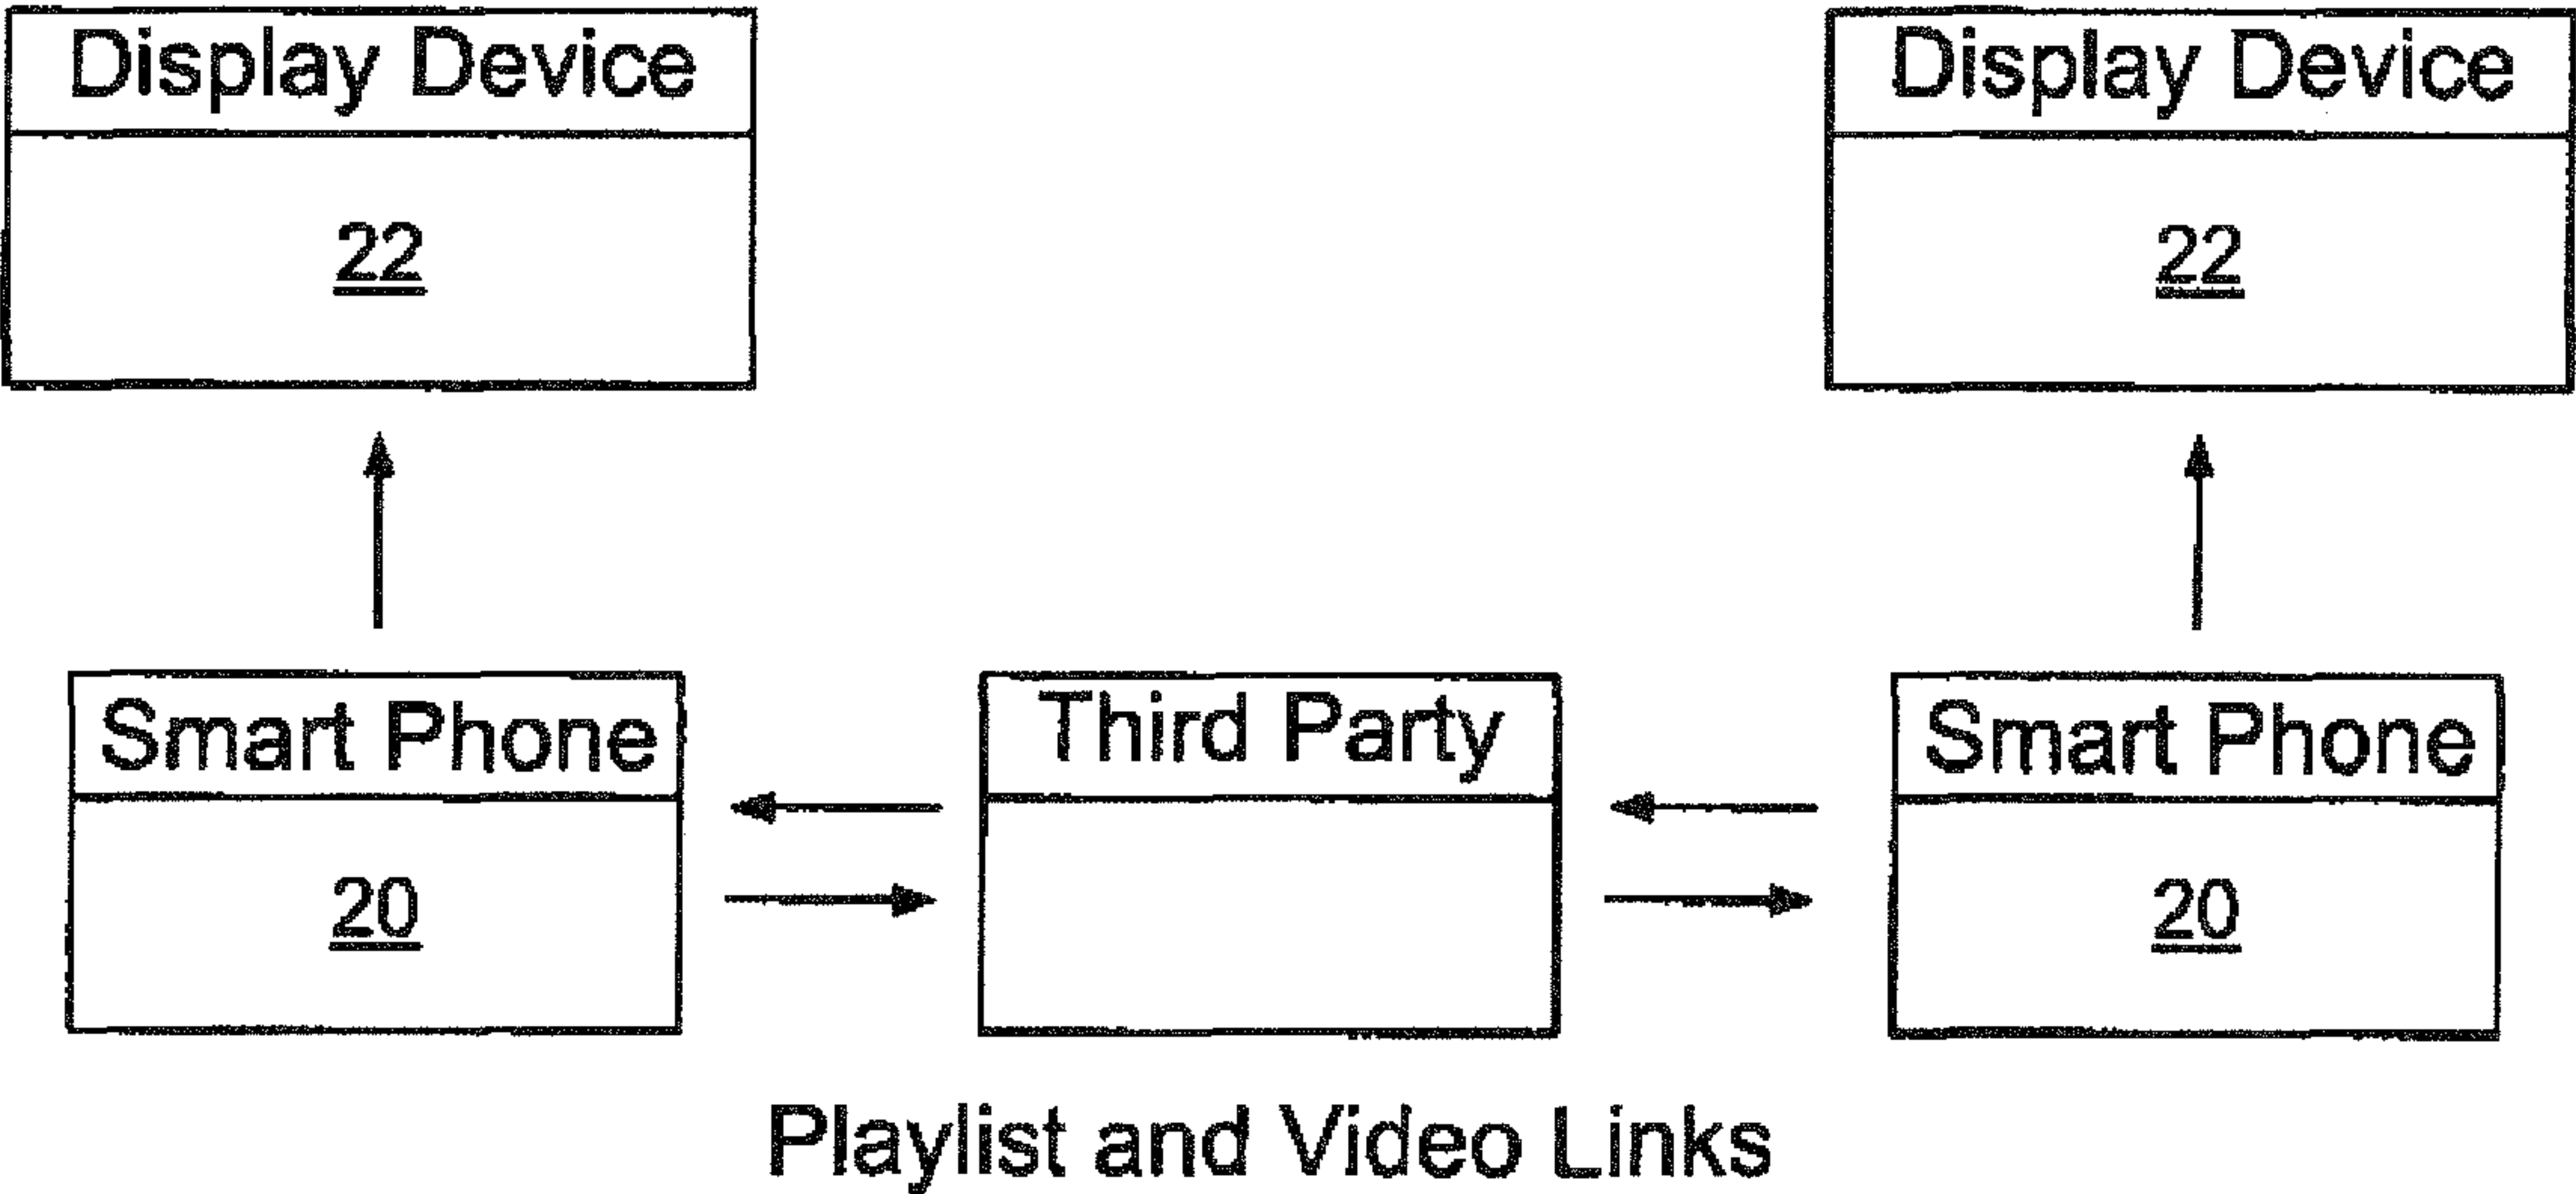 Display Device
Display Device
22
22
Smart Phone
Third Party
Smart Phone
20
20
Playlist and Video Links